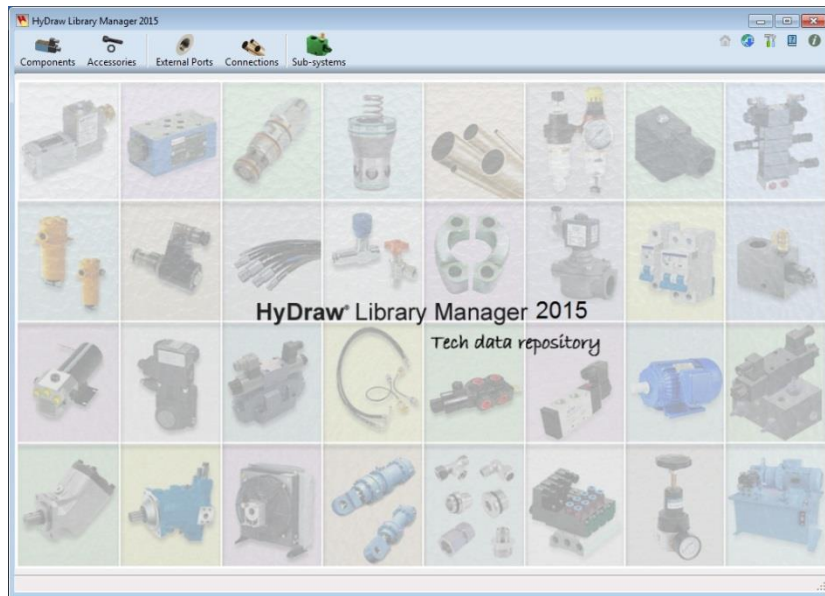 HyDraw Library Manager 2015
Components Accessories External Ports Connections Sub-systems
HyDraw® Library Manager 2015
Tech data repository